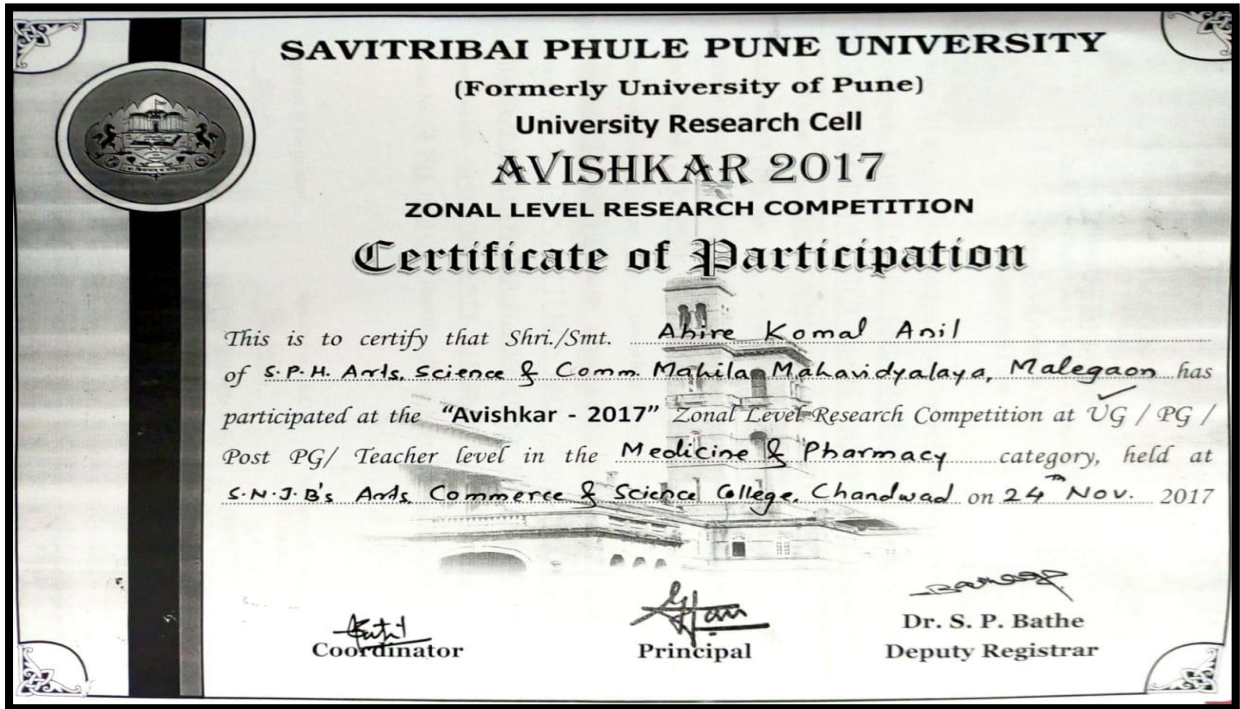 SAVITRIBAI PHULE PUNE UNIVERSITY
(Formerly University of Pune)
University Research Cell
AVISHKAR 2017
ZONAL LEVEL RESEARCH COMPETITION
Certificate of Participation
This is to certify that Shri./Smt. Ahire Komal Anil
of S.P.H. Arts, Science & Comm. Mahila Mahavidyalaya, Malegaon has
participated at the "Avishkar - 2017" Zonal Level Research Competition at UG / PG /
Post PG/ Teacher level in the Medicine & Pharmacy category, held at
S.N.J.B's Arts, Commerce & Science College, Chandwad on 24th Nov. 2017
Coordinator
Principal
Dr. S. P. Bathe
Deputy Registrar